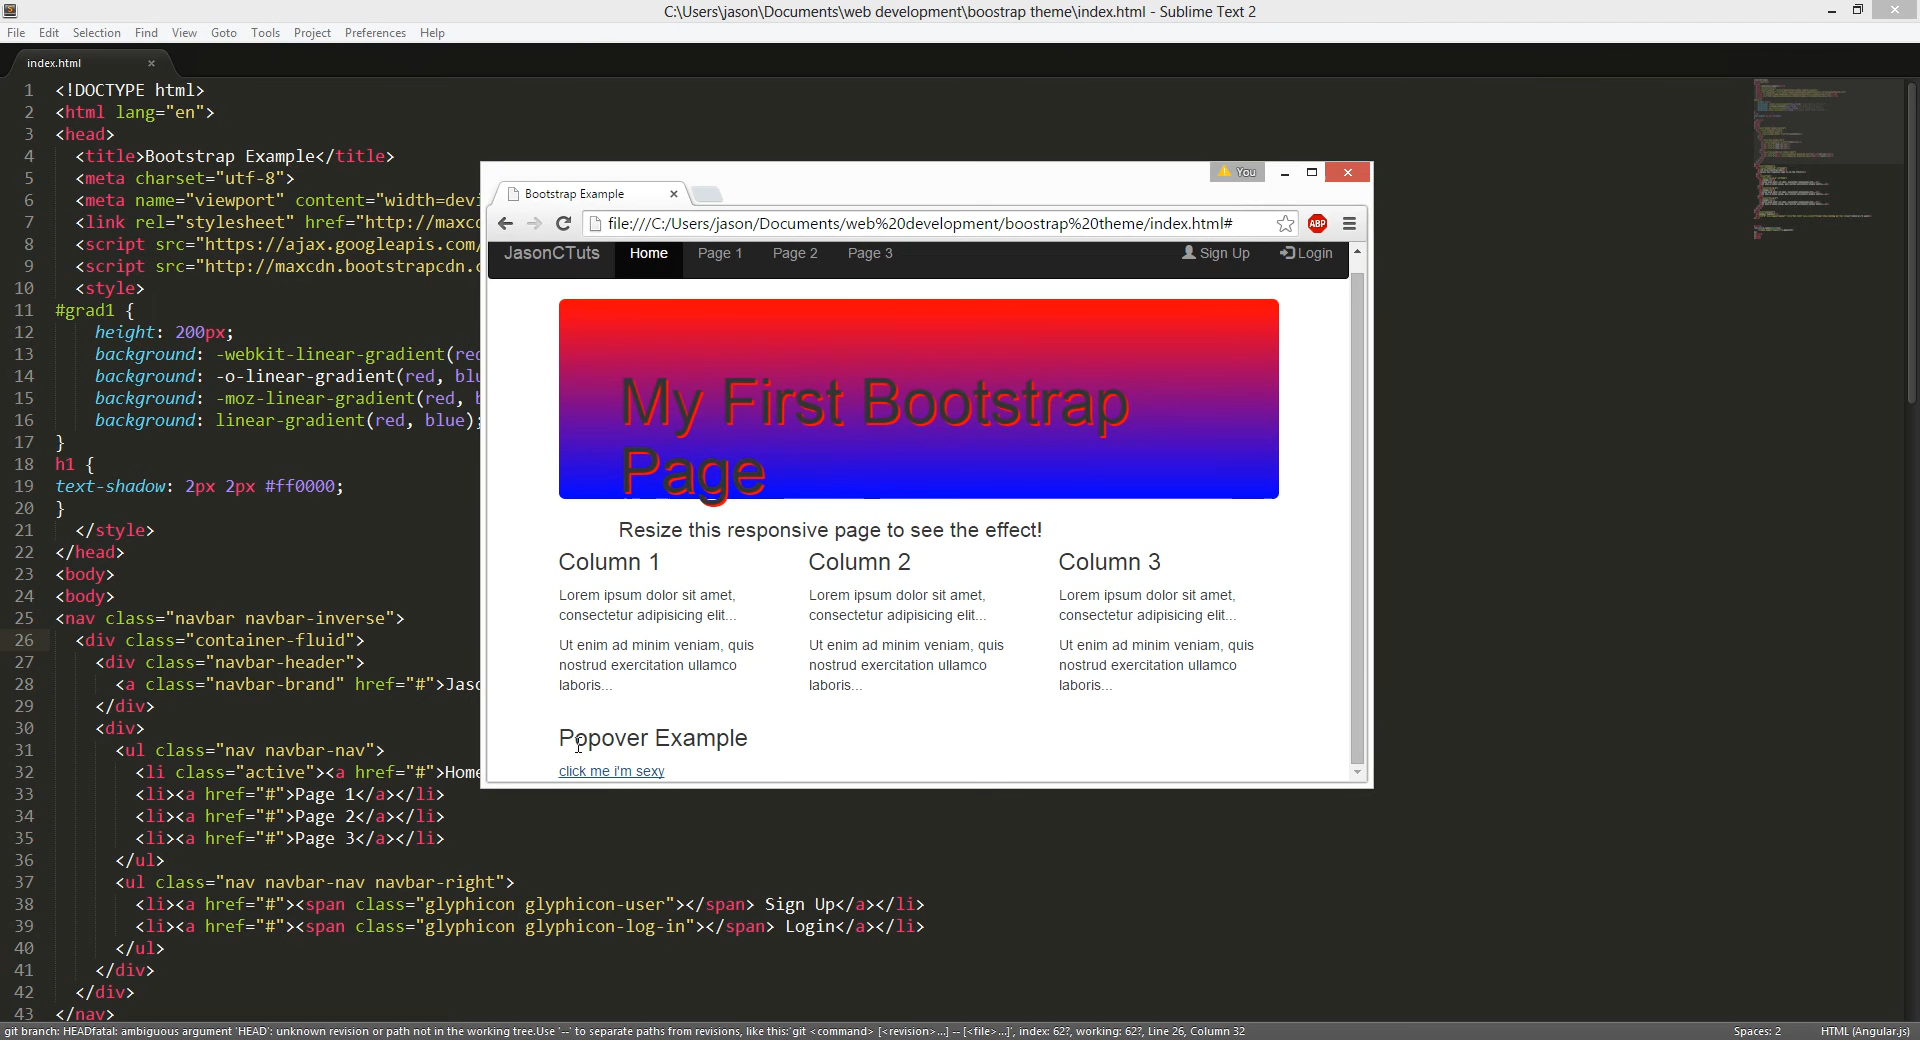 C:\Users\jason\Documents\web development\boostrap theme\index.html - Sublime Text 2
File Edit Selection Find View Goto Tools Project Preferences Help
index.html ×
1 <!DOCTYPE html>
2 <html lang="en">
3 <head>
4 <title>Bootstrap Example</title>
5 <meta charset="utf-8">
6 <meta name="viewport" content="width=devi
7 <link rel="stylesheet" href="http://maxc
8 <script src="https://ajax.googleapis.com/
9 <script src="http://maxcdn.bootstrapcdn.c
10 <style>
11 #grad1 {
12 height: 200px;
13 background: -webkit-linear-gradient(red
14 background: -o-linear-gradient(red, blu
15 background: -moz-linear-gradient(red, b
16 background: linear-gradient(red, blue);
17 }
18 h1 {
19 text-shadow: 2px 2px #ff0000;
20 }
21 </style>
22 </head>
23 <body>
24 <body>
25 <nav class="navbar navbar-inverse">
26 <div class="container-fluid">
27 <div class="navbar-header">
28 <a class="navbar-brand" href="#">Jaso
29 </div>
30 <div>
31 <ul class="nav navbar-nav">
32 <li class="active"><a href="#">Home
33 <li><a href="#">Page 1</a></li>
34 <li><a href="#">Page 2</a></li>
35 <li><a href="#">Page 3</a></li>
36 </ul>
37 <ul class="nav navbar-nav navbar-right">
38 <li><a href="#"><span class="glyphicon glyphicon-user"></span> Sign Up</a></li>
39 <li><a href="#"><span class="glyphicon glyphicon-log-in"></span> Login</a></li>
40 </ul>
41 </div>
42 </div>
43 </nav>
You
Bootstrap Example ×
file:///C:/Users/jason/Documents/web%20development/boostrap%20theme/index.html# ABP
JasonCTuts Home Page 1 Page 2 Page 3 Sign Up Login
My First Bootstrap
Page
Resize this responsive page to see the effect!
Column 1
Lorem ipsum dolor sit amet,
consectetur adipisicing elit...
Ut enim ad minim veniam, quis
nostrud exercitation ullamco
laboris...
Column 2
Lorem ipsum dolor sit amet,
consectetur adipisicing elit...
Ut enim ad minim veniam, quis
nostrud exercitation ullamco
laboris...
Column 3
Lorem ipsum dolor sit amet,
consectetur adipisicing elit...
Ut enim ad minim veniam, quis
nostrud exercitation ullamco
laboris...
Popover Example
click me i'm sexy
git branch: HEADfatal: ambiguous argument 'HEAD': unknown revision or path not in the working tree.Use '--' to separate paths from revisions, like this:'git <command> [<revision>...] -- [<file>...]', index: 62?, working: 62?, Line 26, Column 32
Spaces: 2 HTML (Angular.js)